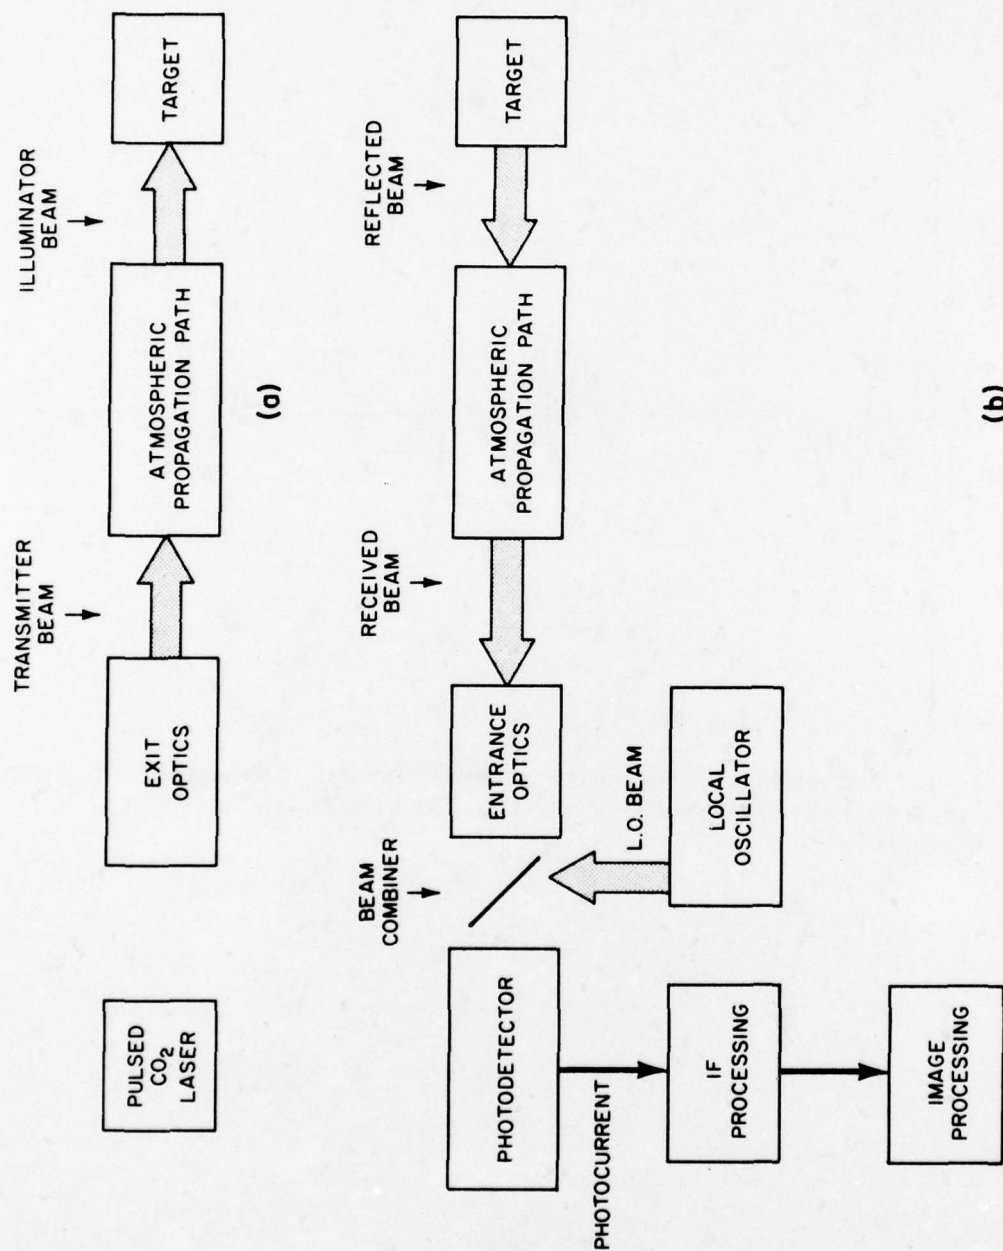 TRANSMITTER
BEAM
ILLUMINATOR
BEAM
PULSED
CO₂
LASER
EXIT
OPTICS
ATMOSPHERIC
PROPAGATION PATH
TARGET
(a)
BEAM
COMBINER
RECEIVED
BEAM
REFLECTED
BEAM
PHOTODETECTOR
ENTRANCE
OPTICS
ATMOSPHERIC
PROPAGATION PATH
TARGET
PHOTOCURRENT
L.O. BEAM
IF
PROCESSING
LOCAL
OSCILLATOR
IMAGE
PROCESSING
(b)